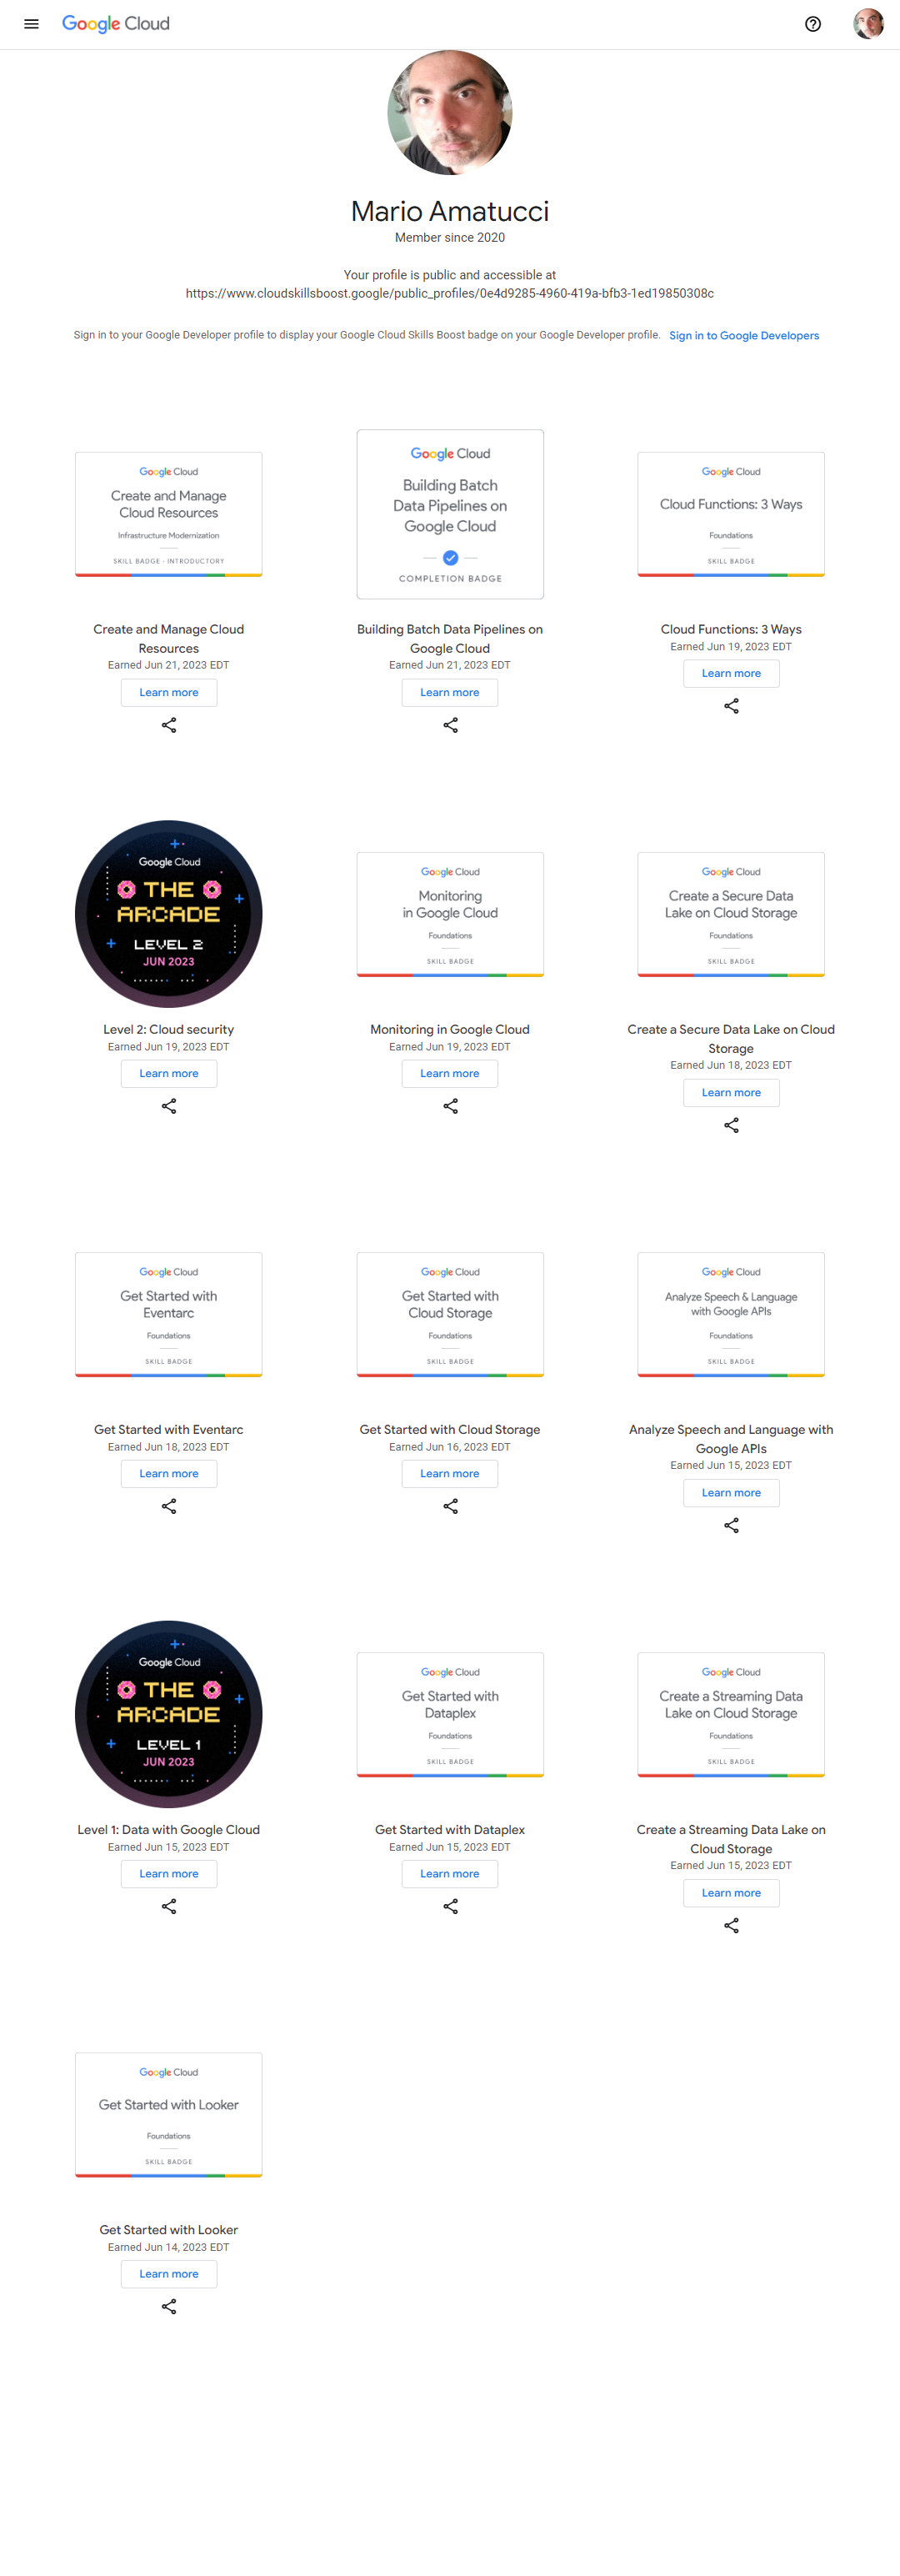 Google Cloud
Mario Amatucci
Member since 2020
Your profile is public and accessible at
https://www.cloudskillsboost.google/public_profiles/0e4d9285-4960-419a-bfb3-1ed19850308c
Sign in to your Google Developer profile to display your Google Cloud Skills Boost badge on your Google Developer profile. Sign in to Google Developers
Google Cloud
Create and Manage
Cloud Resources
Infrastructure Modernization
SKILL BADGE · INTRODUCTORY
Create and Manage Cloud
Resources
Earned Jun 21, 2023 EDT
Learn more
Google Cloud
Building Batch
Data Pipelines on
Google Cloud
COMPLETION BADGE
Building Batch Data Pipelines on
Google Cloud
Earned Jun 21, 2023 EDT
Learn more
Google Cloud
Cloud Functions: 3 Ways
Foundations
SKILL BADGE
Cloud Functions: 3 Ways
Earned Jun 19, 2023 EDT
Learn more
Google Cloud
THE
ARCADE
LEVEL 2
JUN 2023
Level 2: Cloud security
Earned Jun 19, 2023 EDT
Learn more
Google Cloud
Monitoring
in Google Cloud
Foundations
SKILL BADGE
Monitoring in Google Cloud
Earned Jun 19, 2023 EDT
Learn more
Google Cloud
Create a Secure Data
Lake on Cloud Storage
Foundations
SKILL BADGE
Create a Secure Data Lake on Cloud
Storage
Earned Jun 18, 2023 EDT
Learn more
Google Cloud
Get Started with
Eventarc
Foundations
SKILL BADGE
Get Started with Eventarc
Earned Jun 18, 2023 EDT
Learn more
Google Cloud
Get Started with
Cloud Storage
Foundations
SKILL BADGE
Get Started with Cloud Storage
Earned Jun 16, 2023 EDT
Learn more
Google Cloud
Analyze Speech & Language
with Google APIs
Foundations
SKILL BADGE
Analyze Speech and Language with
Google APIs
Earned Jun 15, 2023 EDT
Learn more
Google Cloud
THE
ARCADE
LEVEL 1
JUN 2023
Level 1: Data with Google Cloud
Earned Jun 15, 2023 EDT
Learn more
Google Cloud
Get Started with
Dataplex
Foundations
SKILL BADGE
Get Started with Dataplex
Earned Jun 15, 2023 EDT
Learn more
Google Cloud
Create a Streaming Data
Lake on Cloud Storage
Foundations
SKILL BADGE
Create a Streaming Data Lake on
Cloud Storage
Earned Jun 15, 2023 EDT
Learn more
Google Cloud
Get Started with Looker
Foundations
SKILL BADGE
Get Started with Looker
Earned Jun 14, 2023 EDT
Learn more